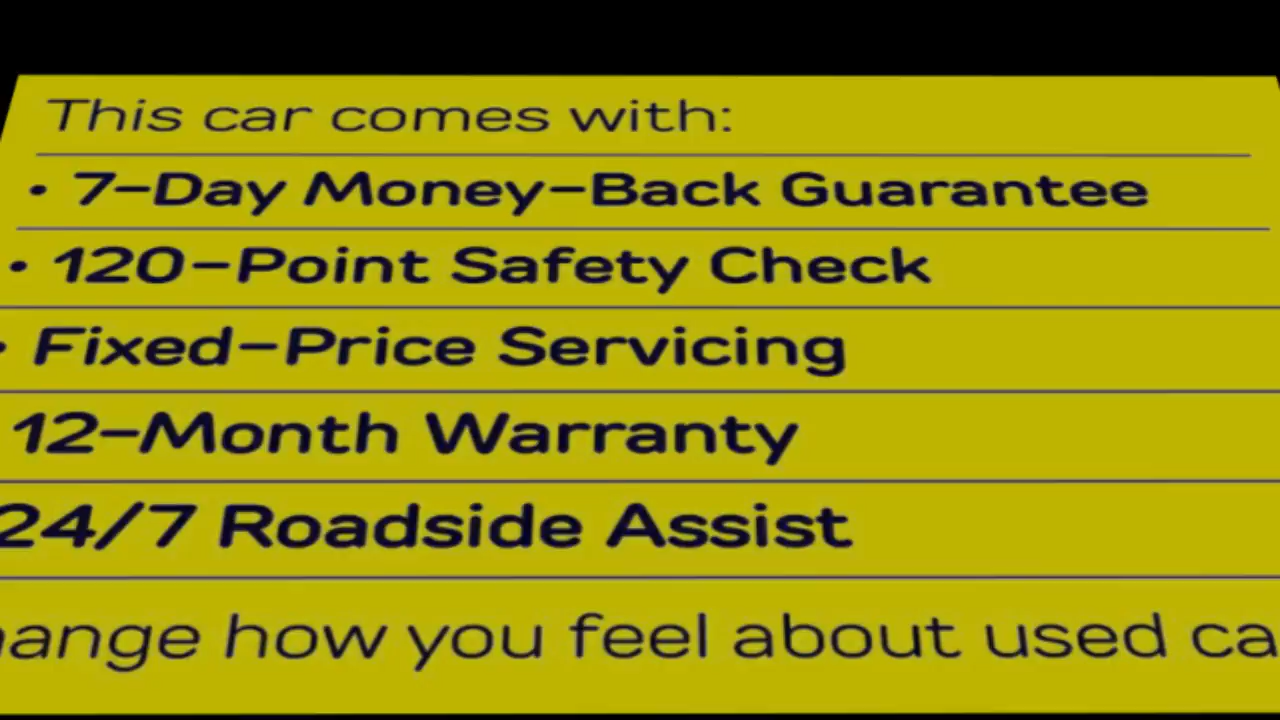 This car comes with:
• 7-Day Money-Back Guarantee
• 120-Point Safety Check
• Fixed-Price Servicing
12-Month Warranty
24/7 Roadside Assist
how you feel about used